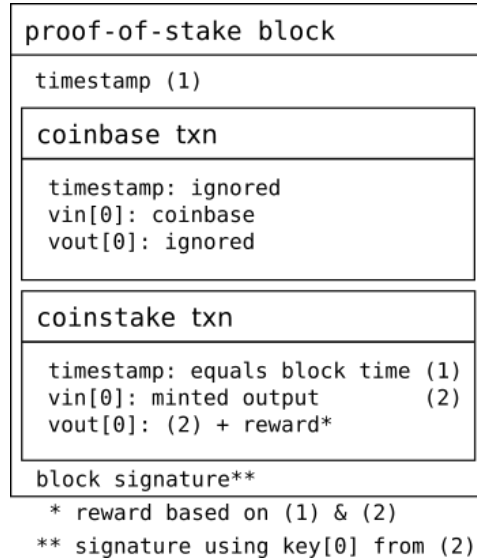 proof-of-stake block
timestamp (1)
coinbase txn
timestamp: ignored
vin[0]: coinbase
vout[0]: ignored
coinstake txn
timestamp: equals block time (1)
vin[0]: minted output (2)
vout[0]: (2) + reward*
block signature**
* reward based on (1) & (2)
** signature using key[0] from (2)